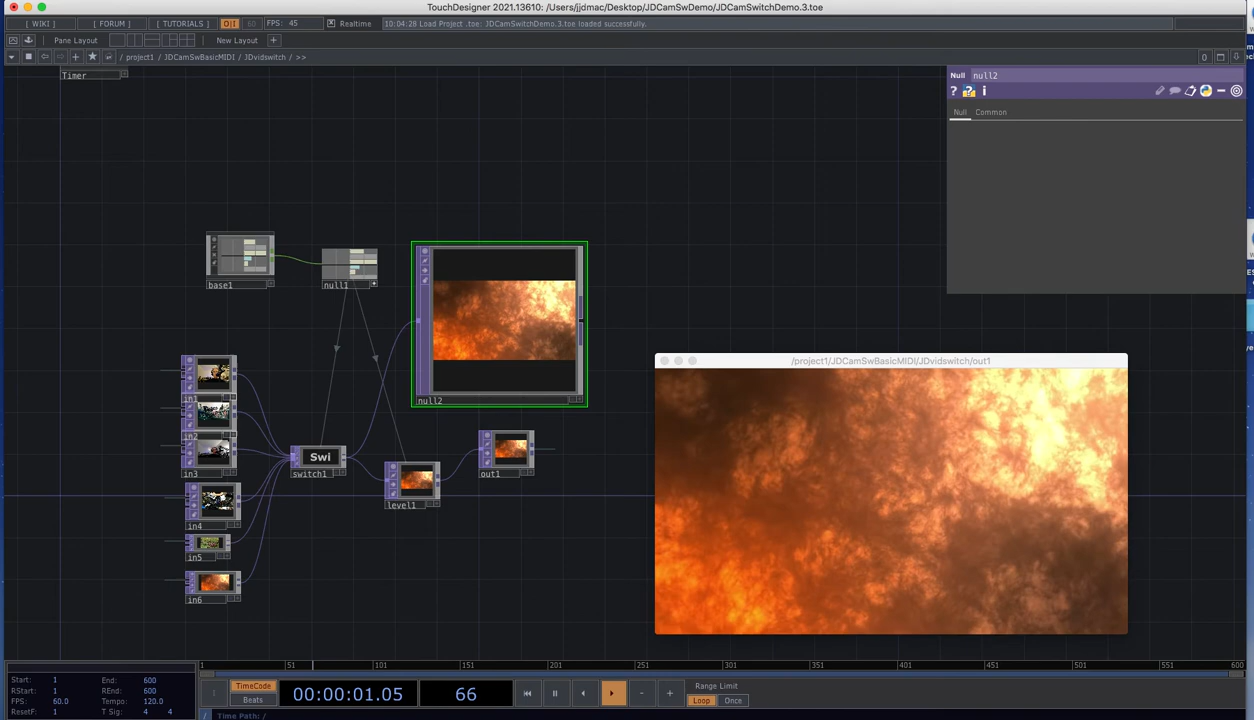 TouchDesigner 2021.13610: /Users/jjdmac/Desktop/JDCamSwDemo/JDCamSwitchDemo.3.toe
[ WIKI ] [ FORUM ] [ TUTORIALS ] O|I 60 FPS: 45 Realtime 10:04:28 Load Project .toe: JDCamSwitchDemo.3.toe loaded successfully.
Pane Layout New Layout +
/ project1 / JDCamSwBasicMIDI / JDvidswitch / >> 0
Timer
Null null2
? ? i
Null Common
base1
null1
null2
/project1/JDCamSwBasicMIDI/JDvidswitch/out1
in1
in2
in3
Swi
switch1
out1
level1
in4
in5
in6
1 51 101 151 201 251 301 351 401 451 501 551 600
Start: 1 End: 600
RStart: 1 REnd: 600
FPS: 60.0 Tempo: 120.0
ResetF: 1 T Sig: 4 4
TimeCode
Beats
00:00:01.05
66
- +
Range Limit
Loop Once
/ Time Path: /